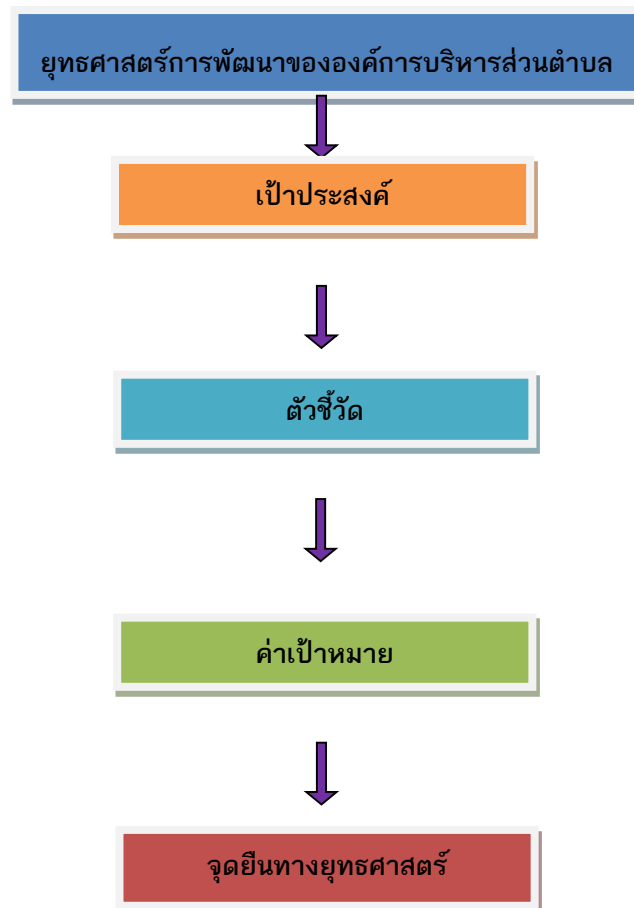 ยุทธศาสตร์การพัฒนาขององค์การบริหารส่วนตำบล
เป้าประสงค์
ตัวชี้วัด
ค่าเป้าหมาย
จุดยืนทางยุทธศาสตร์